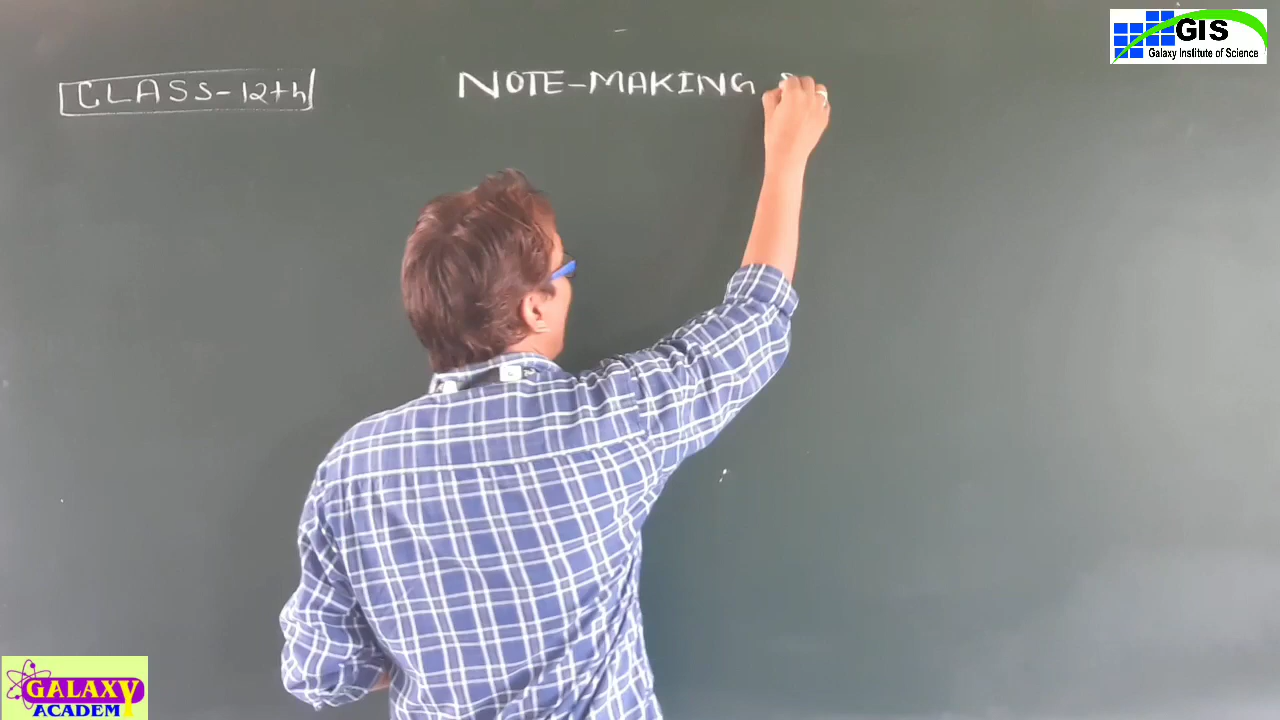 GIS
Galaxy Institute of Science
CLASS-12th
NOTE-MAKING
GALAXY
ACADEM